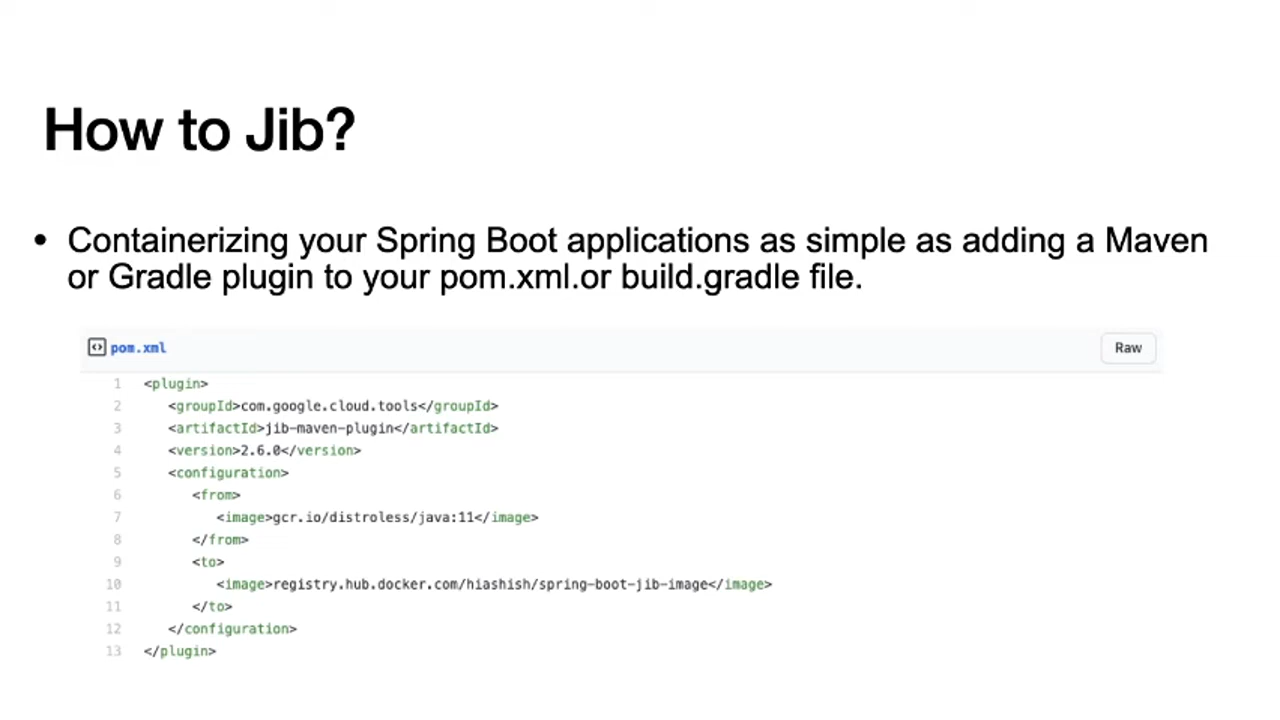 How to Jib?
• Containerizing your Spring Boot applications as simple as adding a Maven
or Gradle plugin to your pom.xml.or build.gradle file.
pom.xml
Raw
1 <plugin>
2 <groupId>com.google.cloud.tools</groupId>
3 <artifactId>jib-maven-plugin</artifactId>
4 <version>2.6.0</version>
5 <configuration>
6 <from>
7 <image>gcr.io/distroless/java:11</image>
8 </from>
9 <to>
10 <image>registry.hub.docker.com/hiashish/spring-boot-jib-image</image>
11 </to>
12 </configuration>
13 </plugin>